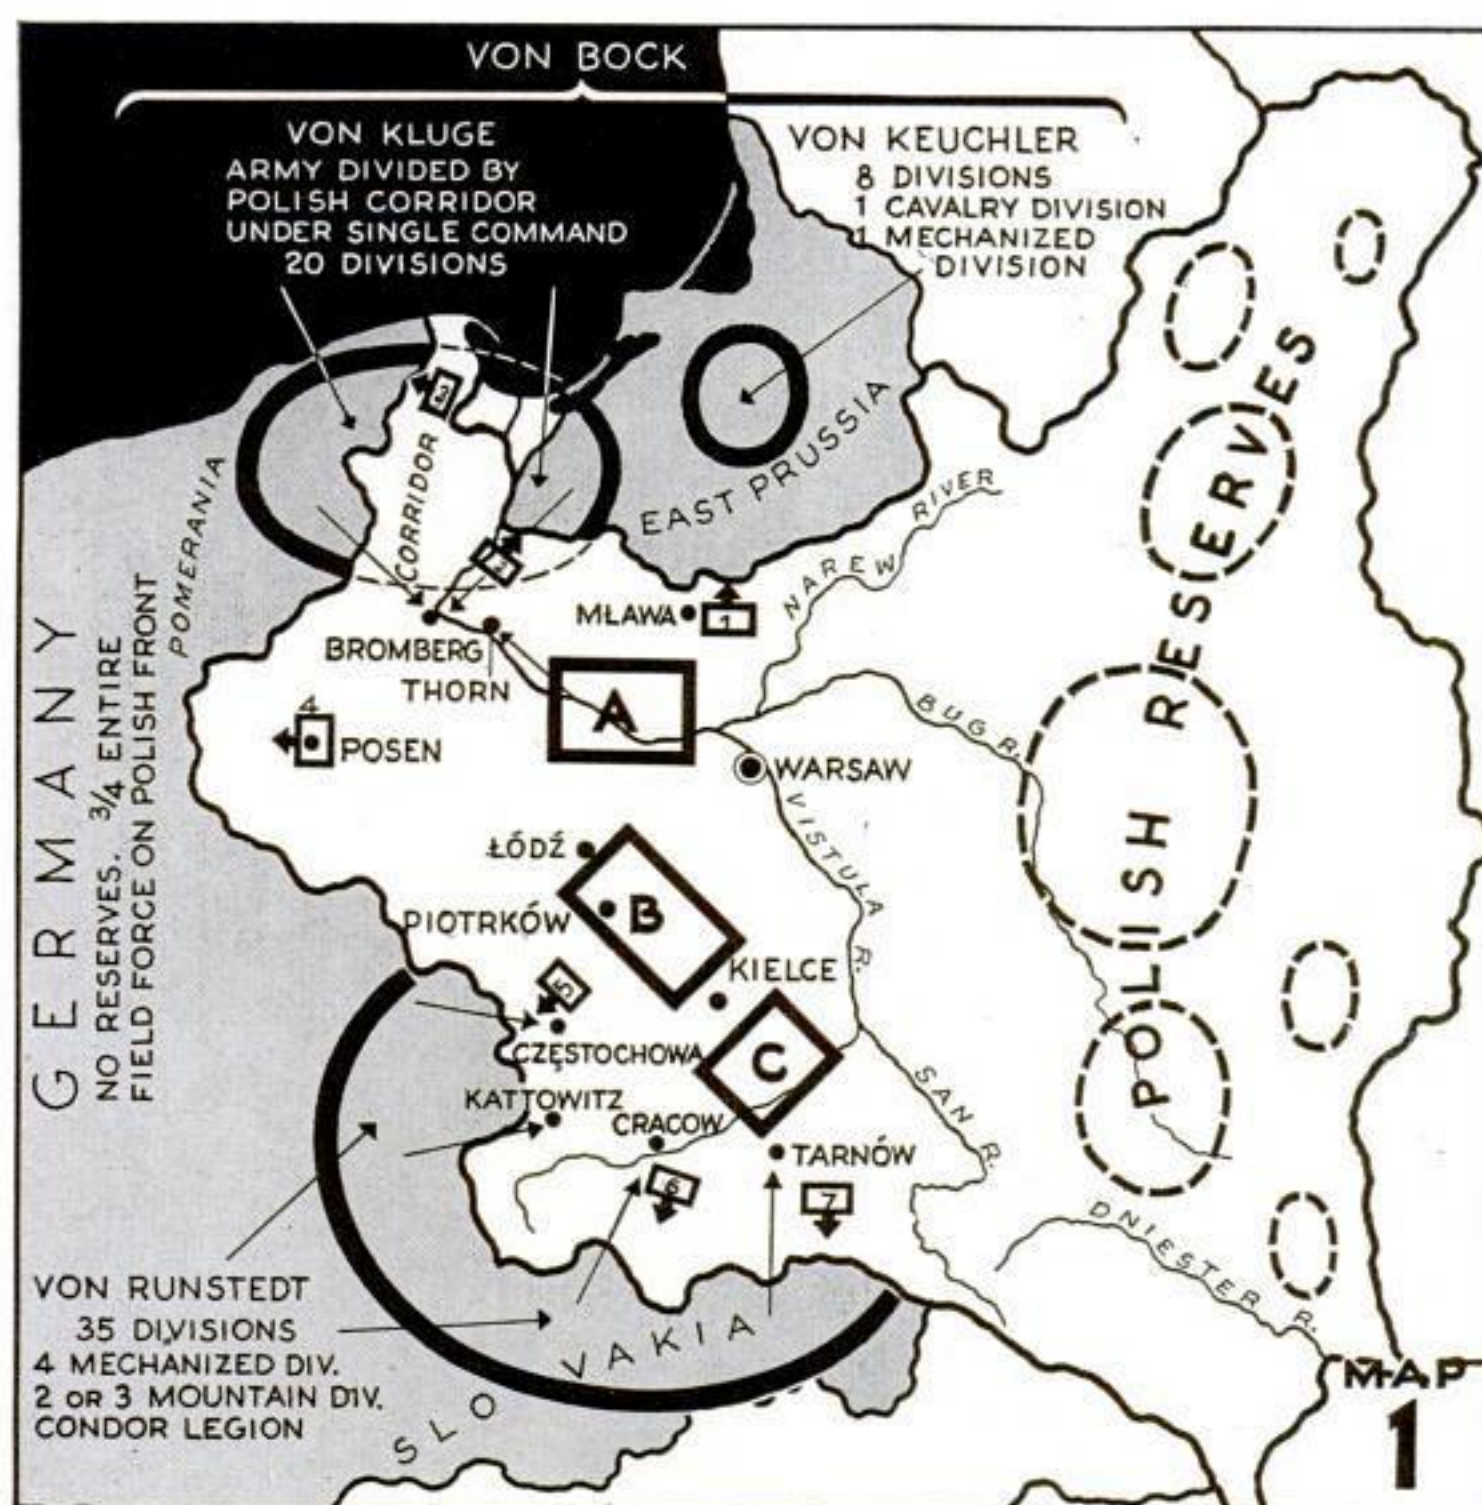 VON BOCK
VON KLUGE
ARMY DIVIDED BY
POLISH CORRIDOR
UNDER SINGLE COMMAND
20 DIVISIONS
VON KEUCHLER
8 DIVISIONS
1 CAVALRY DIVISION
1 MECHANIZED
DIVISION
3
CORRIDOR
POMERANIA
EAST PRUSSIA
NAREW RIVER
MŁAWA
1
BROMBERG
THORN
A
4
POSEN
WARSAW
BUG R.
VISTULA R.
POLISH RESERVES
GERMANY
NO RESERVES. 3/4 ENTIRE
FIELD FORCE ON POLISH FRONT
ŁÓDŹ
PIOTRKÓW
B
KIELCE
5
CZĘSTOCHOWA
C
KATTOWITZ
CRACOW
TARNÓW
6
7
SAN R.
DNIESTER R.
VON RUNSTEDT
35 DIVISIONS
4 MECHANIZED DIV.
2 OR 3 MOUNTAIN DIV.
CONDOR LEGION
SLOVAKIA
MAP
1